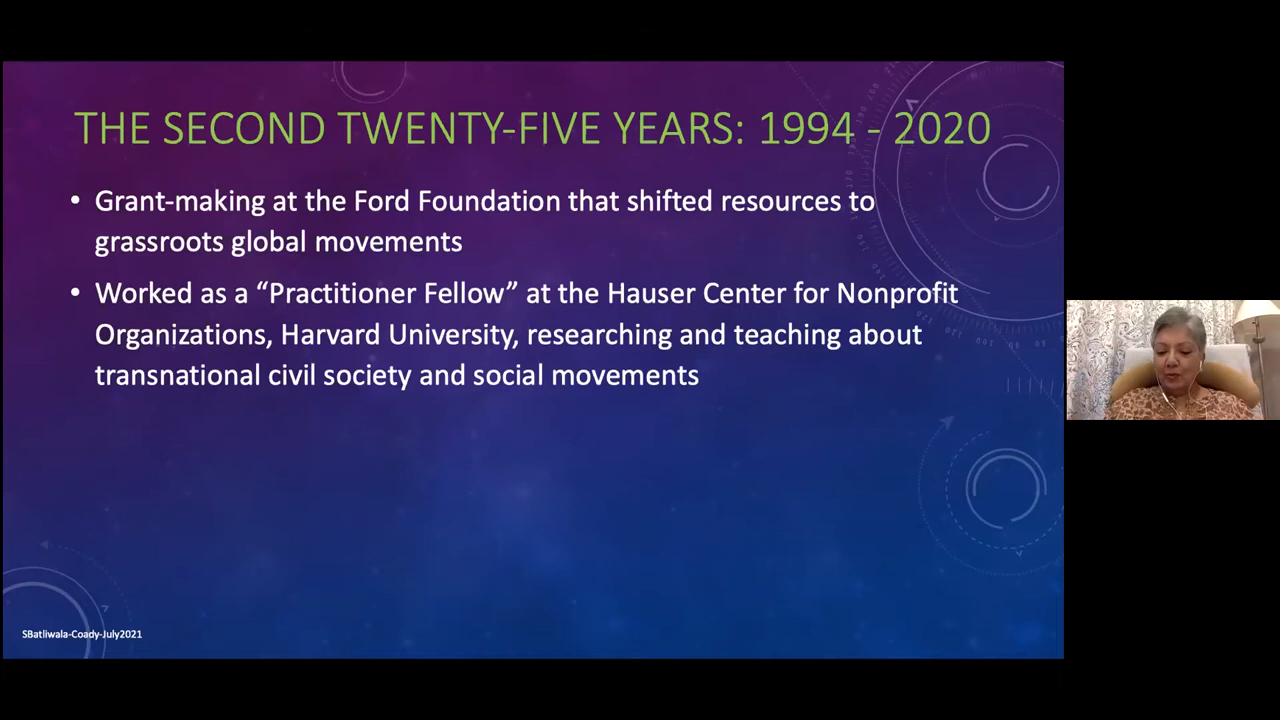 THE SECOND TWENTY-FIVE YEARS: 1994 - 2020
• Grant-making at the Ford Foundation that shifted resources to
grassroots global movements
• Worked as a “Practitioner Fellow” at the Hauser Center for Nonprofit
Organizations, Harvard University, researching and teaching about
transnational civil society and social movements
SBatliwala-Coady-July2021